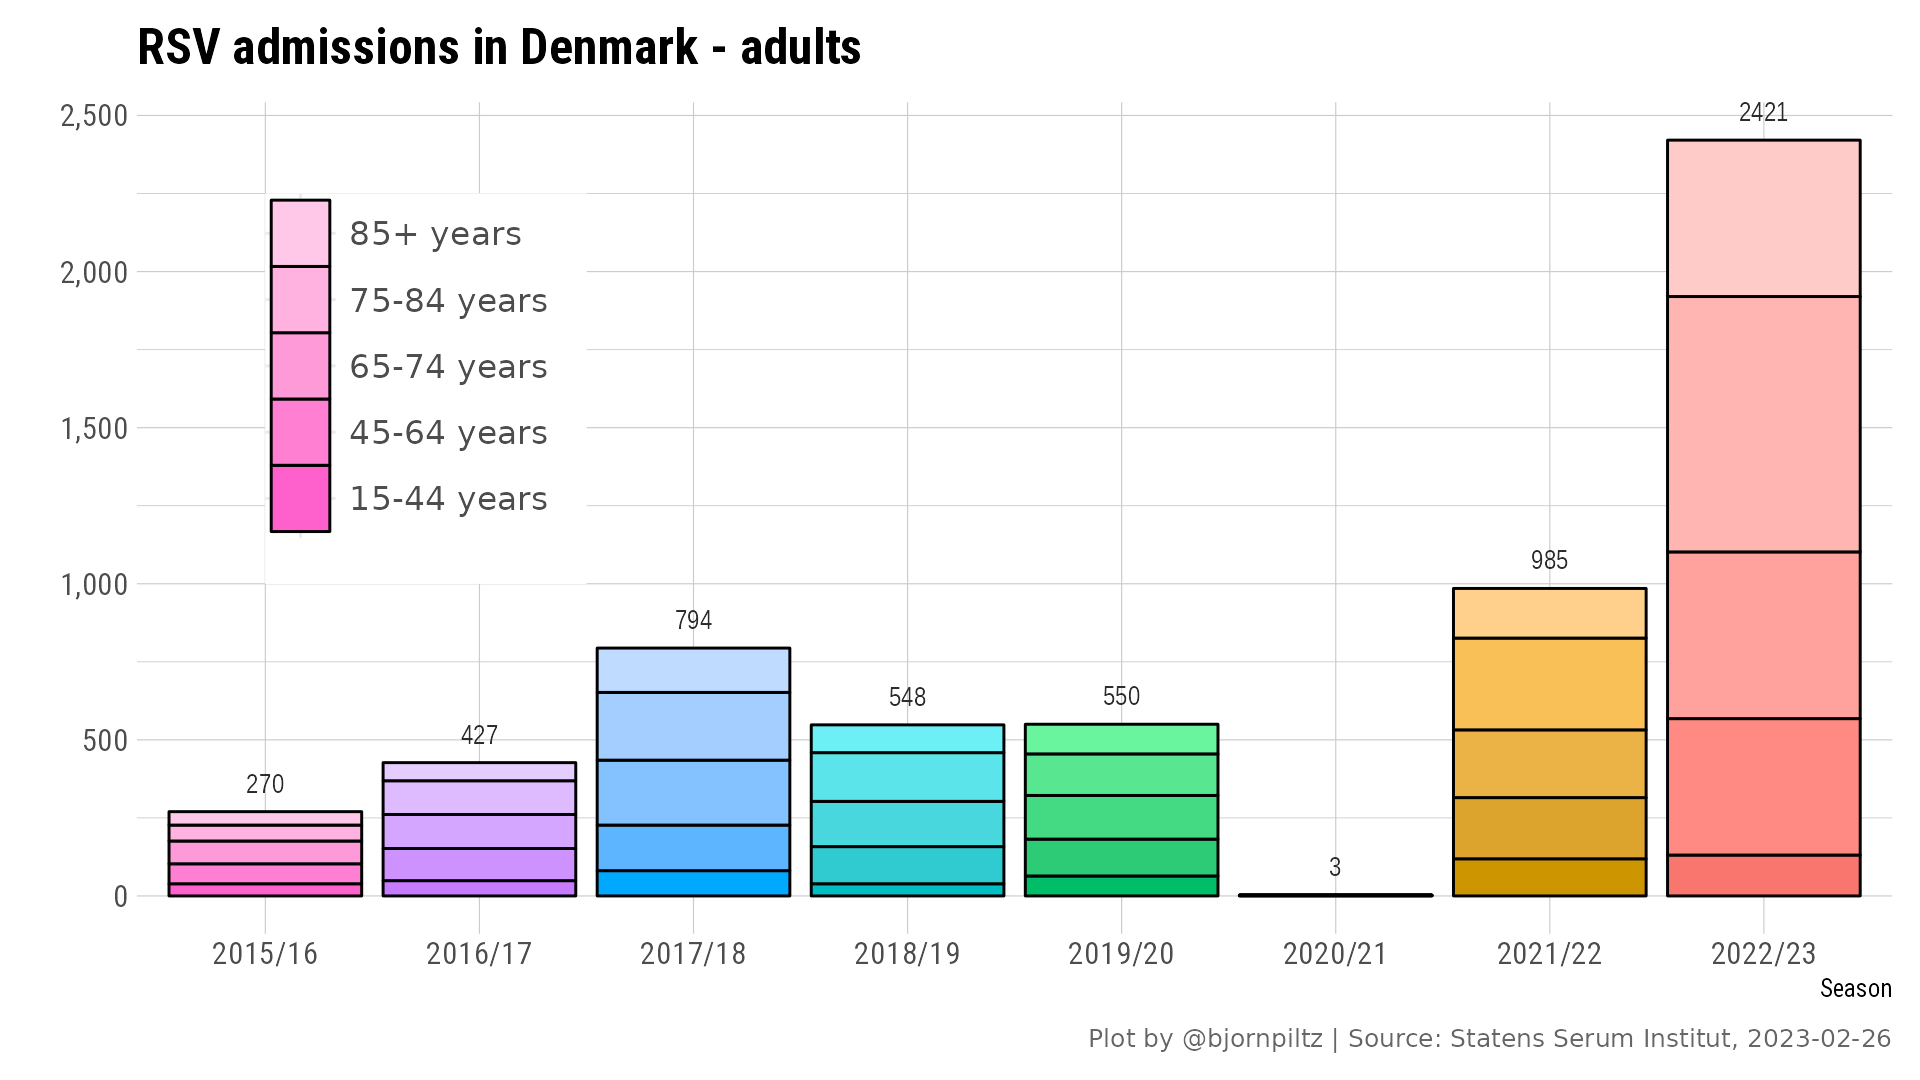 RSV admissions in Denmark - adults
2,500
2,000
1,500
1,000
500
0
85+ years
75-84 years
65-74 years
45-64 years
15-44 years
270
427
794
548
550
3
985
2421
2015/16
2016/17
2017/18
2018/19
2019/20
2020/21
2021/22
2022/23
Season
Plot by @bjornpiltz | Source: Statens Serum Institut, 2023-02-26